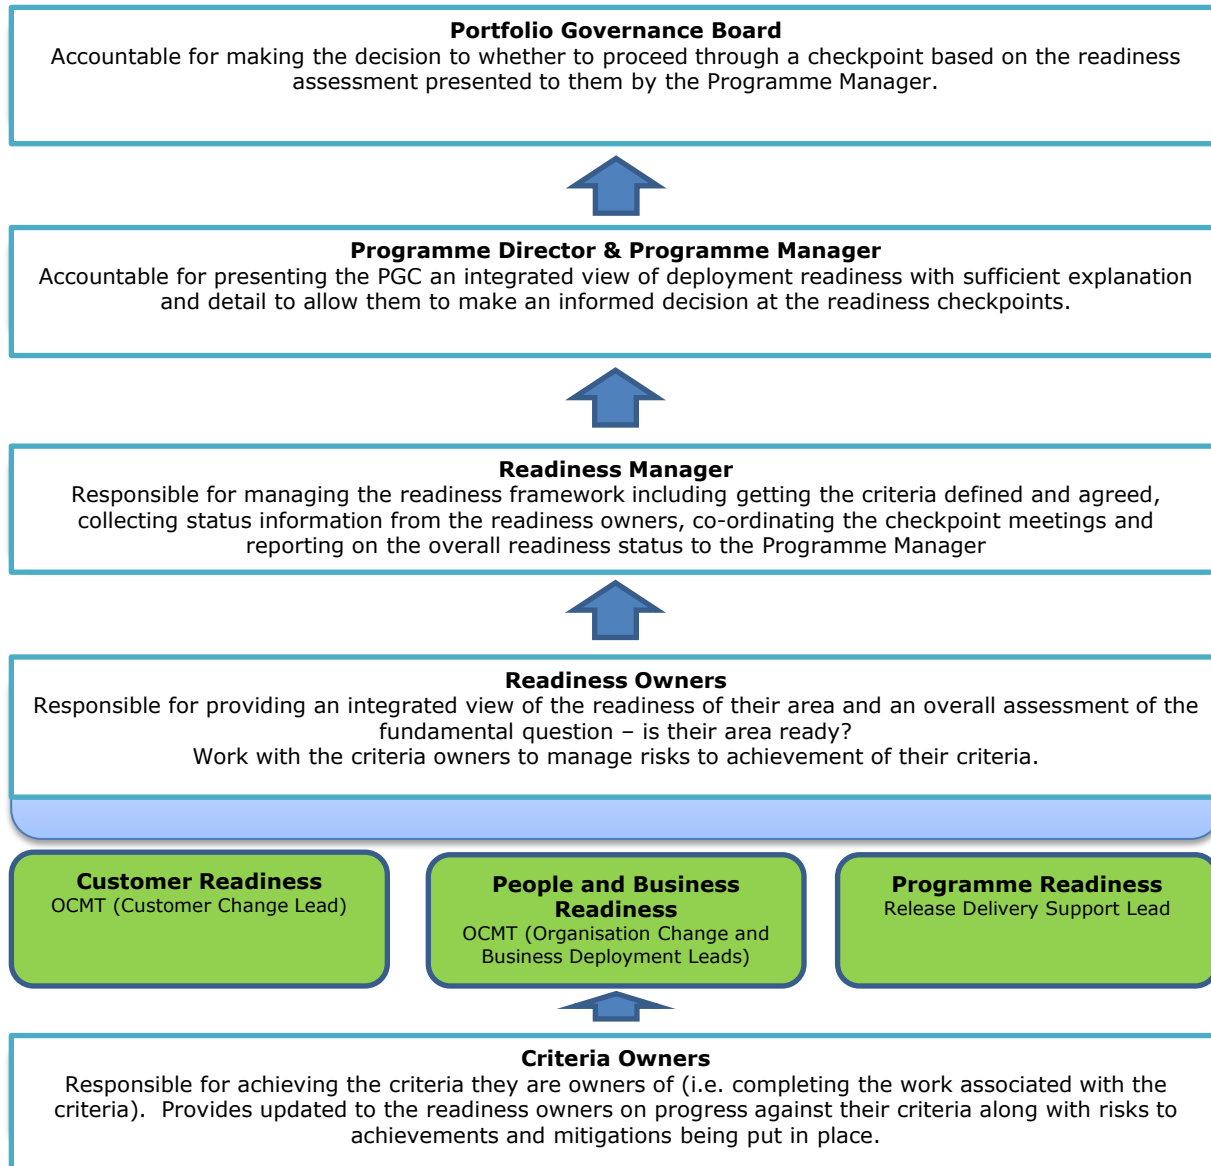 Portfolio Governance Board
Accountable for making the decision to whether to proceed through a checkpoint based on the readiness
assessment presented to them by the Programme Manager.
Programme Director & Programme Manager
Accountable for presenting the PGC an integrated view of deployment readiness with sufficient explanation
and detail to allow them to make an informed decision at the readiness checkpoints.
Readiness Manager
Responsible for managing the readiness framework including getting the criteria defined and agreed,
collecting status information from the readiness owners, co-ordinating the checkpoint meetings and
reporting on the overall readiness status to the Programme Manager
Readiness Owners
Responsible for providing an integrated view of the readiness of their area and an overall assessment of the
fundamental question – is their area ready?
Work with the criteria owners to manage risks to achievement of their criteria.
Customer Readiness
OCMT (Customer Change Lead)
People and Business
Readiness
OCMT (Organisation Change and
Business Deployment Leads)
Programme Readiness
Release Delivery Support Lead
Criteria Owners
Responsible for achieving the criteria they are owners of (i.e. completing the work associated with the
criteria).  Provides updated to the readiness owners on progress against their criteria along with risks to
achievements and mitigations being put in place.